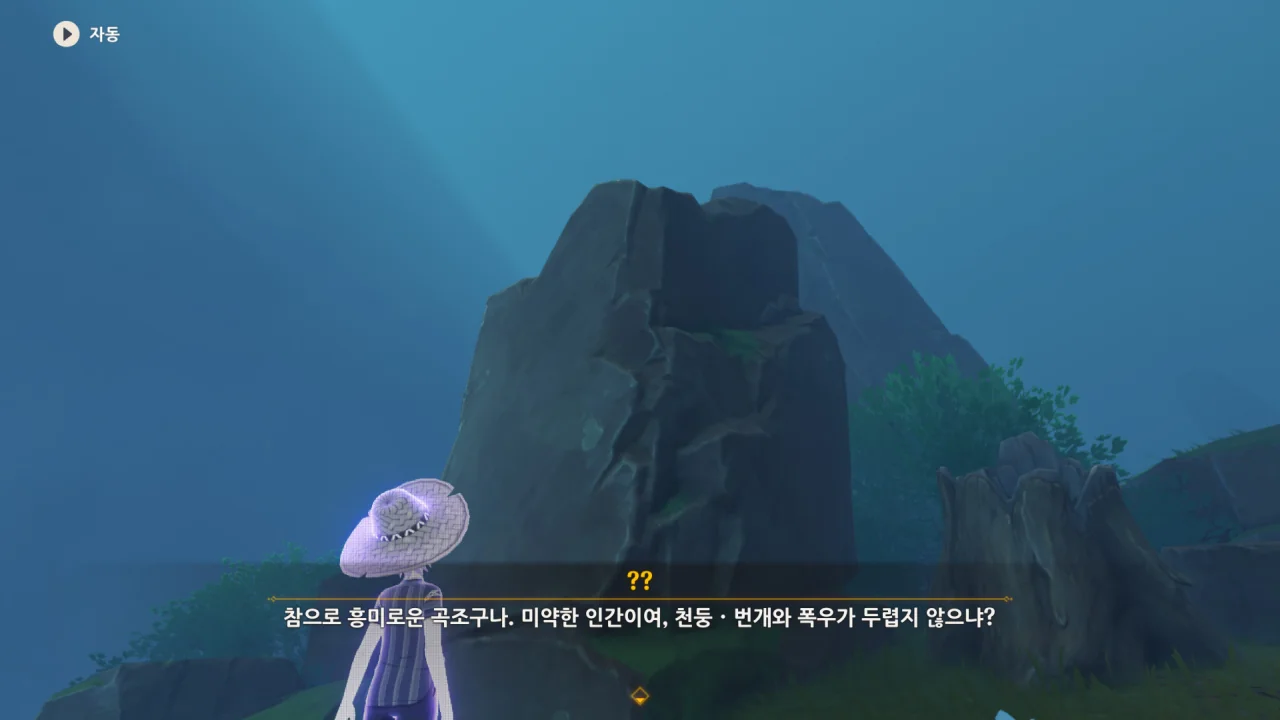 자동
??
참으로 흥미로운 곡조구나. 미약한 인간이여, 천둥·번개와 폭우가 두렵지 않으냐?